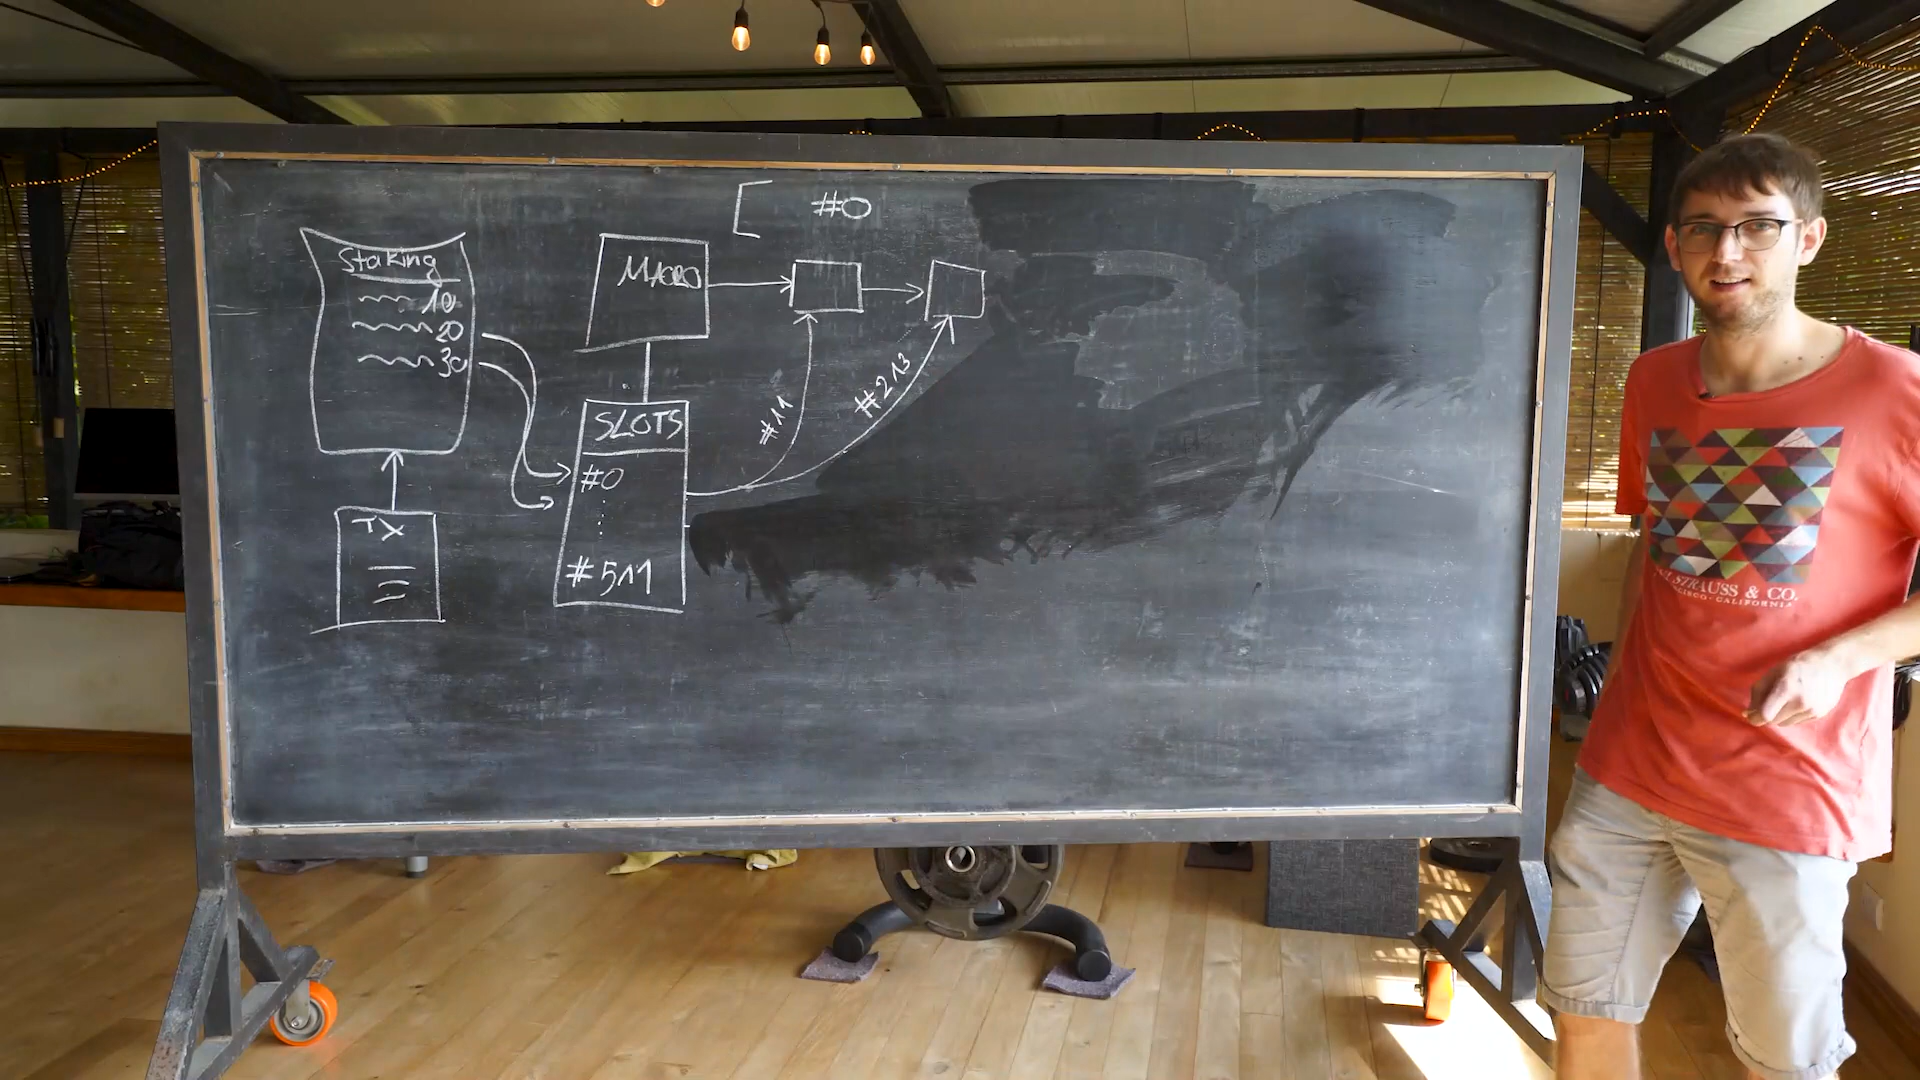 #0
Staking
10
20
30
MACRO
#11
#213
SLOTS
#0
#511
TX
STRAUSS & CO.
CISCO - CALIFORNIA